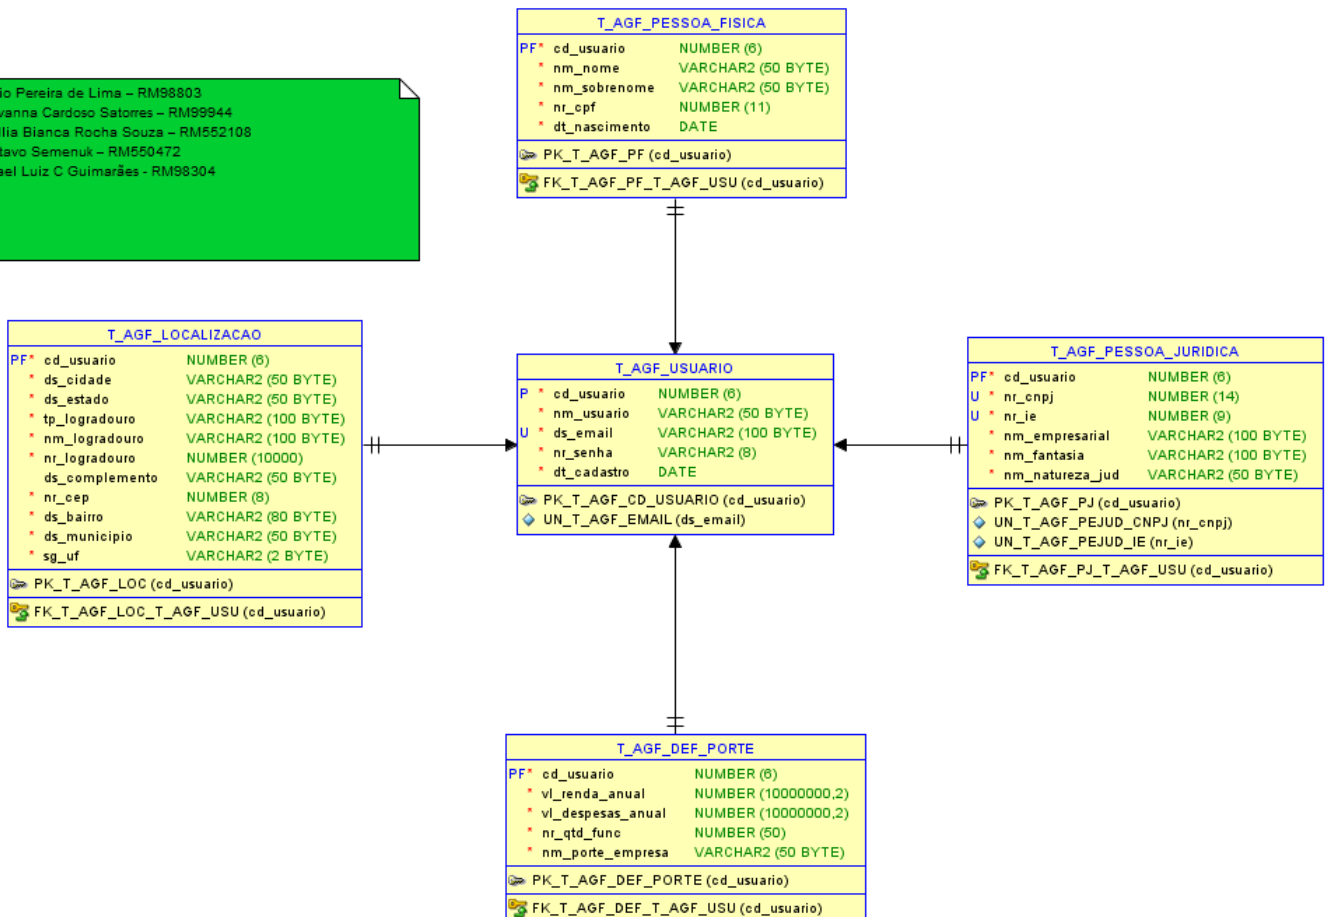 T_AGF_PESSOA_FISICA
PF* cd_usuario NUMBER (6)
* nm_nome VARCHAR2 (50 BYTE)
* nm_sobrenome VARCHAR2 (50 BYTE)
* nr_cpf NUMBER (11)
* dt_nascimento DATE
PK_T_AGF_PF (cd_usuario)
FK_T_AGF_PF_T_AGF_USU (cd_usuario)
Pereira de Lima – RM98803
Cardoso Satorres – RM99944
Bianca Rocha Souza – RM552108
Semenuk – RM550472
Luiz C Guimarães - RM98304
T_AGF_LOCALIZACAO
PF* cd_usuario NUMBER (6)
* ds_cidade VARCHAR2 (50 BYTE)
* ds_estado VARCHAR2 (50 BYTE)
* tp_logradouro VARCHAR2 (100 BYTE)
* nm_logradouro VARCHAR2 (100 BYTE)
* nr_logradouro NUMBER (10000)
ds_complemento VARCHAR2 (50 BYTE)
* nr_cep NUMBER (8)
* ds_bairro VARCHAR2 (80 BYTE)
* ds_municipio VARCHAR2 (50 BYTE)
* sg_uf VARCHAR2 (2 BYTE)
PK_T_AGF_LOC (cd_usuario)
FK_T_AGF_LOC_T_AGF_USU (cd_usuario)
T_AGF_USUARIO
P * cd_usuario NUMBER (6)
* nm_usuario VARCHAR2 (50 BYTE)
U * ds_email VARCHAR2 (100 BYTE)
* nr_senha VARCHAR2 (8)
* dt_cadastro DATE
PK_T_AGF_CD_USUARIO (cd_usuario)
UN_T_AGF_EMAIL (ds_email)
T_AGF_PESSOA_JURIDICA
PF* cd_usuario NUMBER (6)
U * nr_cnpj NUMBER (14)
U * nr_ie NUMBER (9)
* nm_empresarial VARCHAR2 (100 BYTE)
* nm_fantasia VARCHAR2 (100 BYTE)
* nm_natureza_jud VARCHAR2 (50 BYTE)
PK_T_AGF_PJ (cd_usuario)
UN_T_AGF_PEJUD_CNPJ (nr_cnpj)
UN_T_AGF_PEJUD_IE (nr_ie)
FK_T_AGF_PJ_T_AGF_USU (cd_usuario)
T_AGF_DEF_PORTE
PF* cd_usuario NUMBER (6)
* vl_renda_anual NUMBER (10000000,2)
* vl_despesas_anual NUMBER (10000000,2)
* nr_qtd_func NUMBER (50)
* nm_porte_empresa VARCHAR2 (50 BYTE)
PK_T_AGF_DEF_PORTE (cd_usuario)
FK_T_AGF_DEF_T_AGF_USU (cd_usuario)